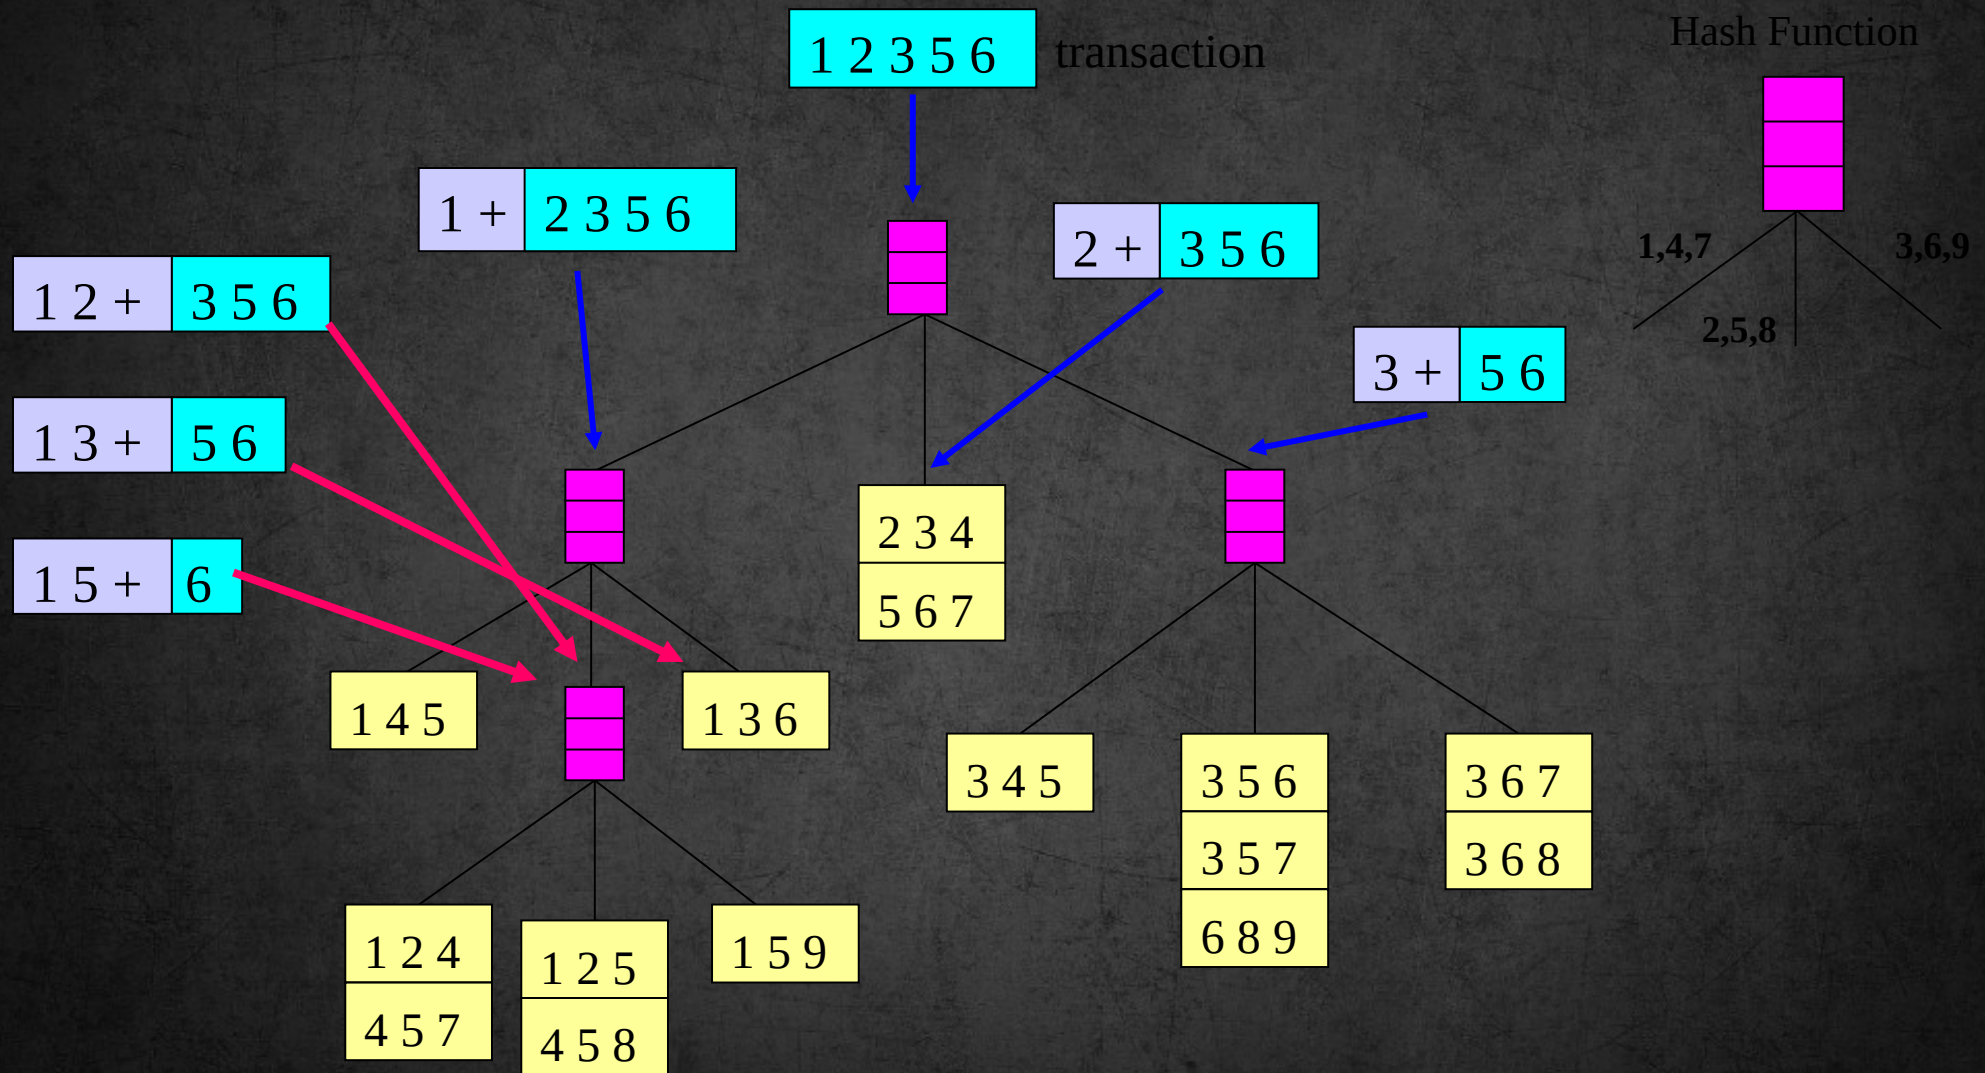 1 2 3 5 6 transaction
Hash Function
1 + 2 3 5 6
2 + 3 5 6
1,4,7
3,6,9
1 2 + 3 5 6
2,5,8
3 + 5 6
1 3 + 5 6
1 5 + 6
2 3 4
5 6 7
1 4 5
1 3 6
3 4 5
3 5 6
3 6 7
3 5 7
3 6 8
6 8 9
1 2 4
1 2 5
1 5 9
4 5 7
4 5 8